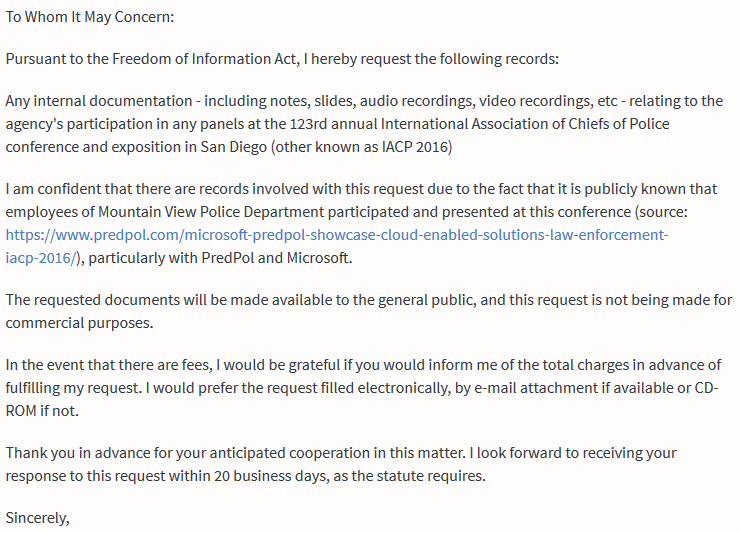 To Whom It May Concern:
Pursuant to the Freedom of Information Act, I hereby request the following records:
Any internal documentation - including notes, slides, audio recordings, video recordings, etc - relating to the
agency's participation in any panels at the 123rd annual International Association of Chiefs of Police
conference and exposition in San Diego (other known as IACP 2016)
I am confident that there are records involved with this request due to the fact that it is publicly known that
employees of Mountain View Police Department participated and presented at this conference (source:
https://www.predpol.com/microsoft-predpol-showcase-cloud-enabled-solutions-law-enforcement-
iacp-2016/), particularly with PredPol and Microsoft.
The requested documents will be made available to the general public, and this request is not being made for
commercial purposes.
In the event that there are fees, I would be grateful if you would inform me of the total charges in advance of
fulfilling my request. I would prefer the request filled electronically, by e-mail attachment if available or CD-
ROM if not.
Thank you in advance for your anticipated cooperation in this matter. I look forward to receiving your
response to this request within 20 business days, as the statute requires.
Sincerely,